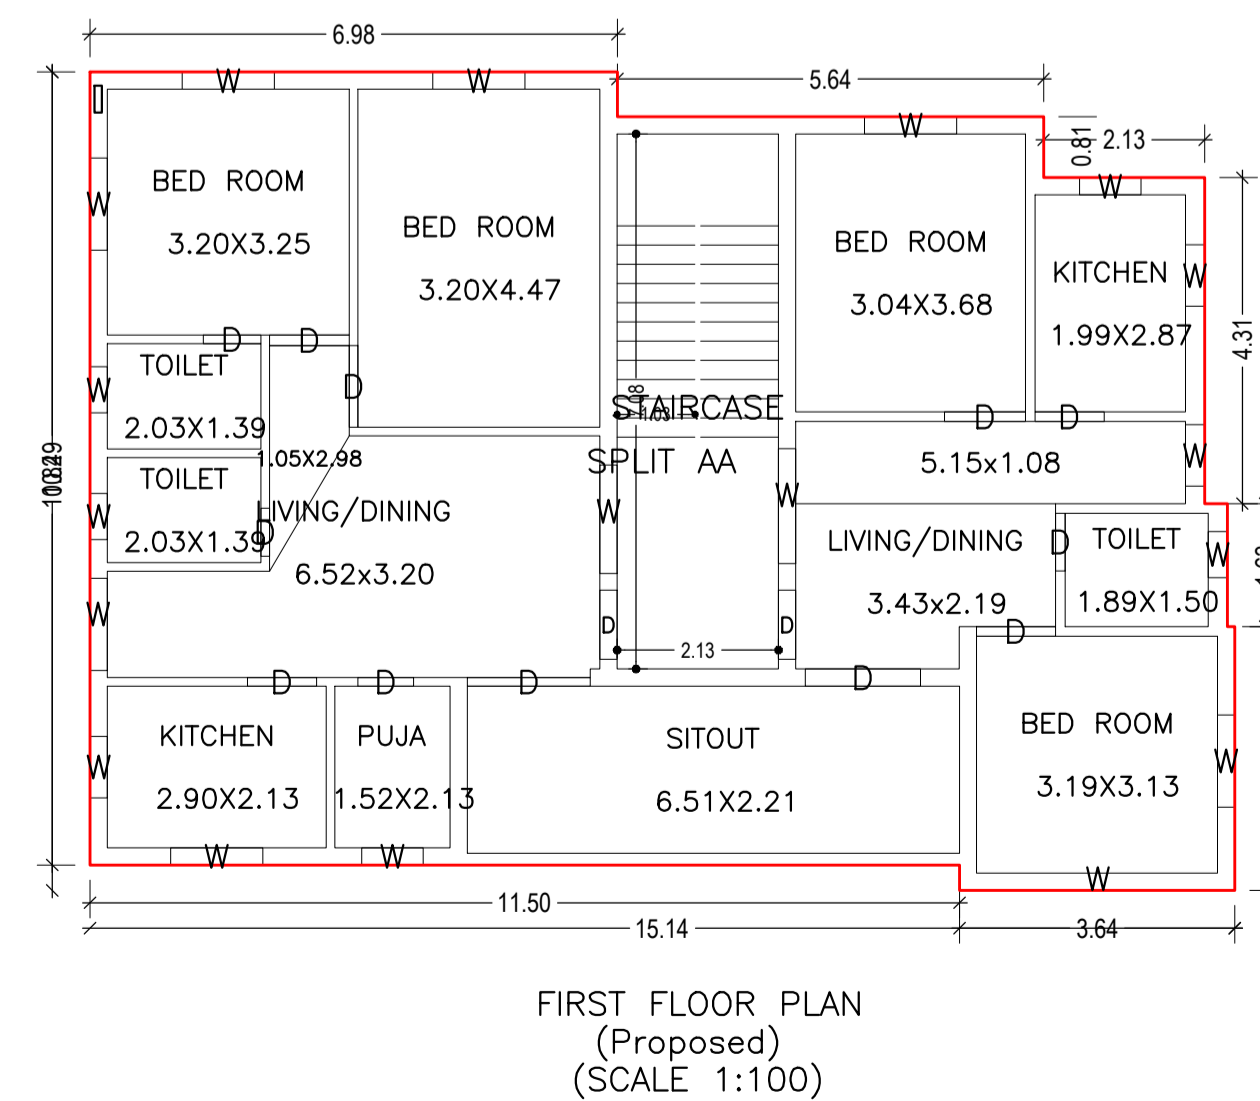 6.98
5.64
0.81
2.13
W
W
W
W
BED ROOM
3.20X3.25
W
BED ROOM
3.20X4.47
BED ROOM
3.04X3.68
KITCHEN
1.99X2.87
W
4.31
D
D
D
TOILET
2.03X1.39
W
STAIRCASE
1.03
D
D
SPLIT AA
5.15x1.08
W
1.05X2.98
TOILET
2.03X1.39
W
D
LIVING/DINING
6.52x3.20
W
W
LIVING/DINING
3.43x2.19
D
TOILET
1.89X1.50
W
W
D
D
D
2.13
D
D
D
D
KITCHEN
2.90X2.13
W
PUJA
1.52X2.13
SITOUT
6.51X2.21
BED ROOM
3.19X3.13
W
W
W
W
11.50
15.14
3.64
FIRST FLOOR PLAN
(Proposed)
(SCALE 1:100)